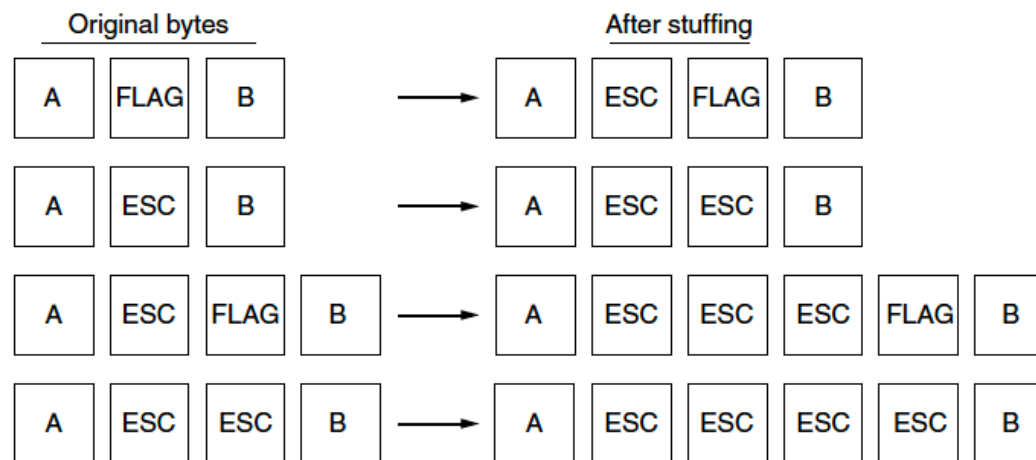 Original bytes After stuffing
A FLAG B A ESC FLAG B
A ESC B A ESC ESC B
A ESC FLAG B A ESC ESC ESC FLAG B
A ESC ESC B A ESC ESC ESC ESC B